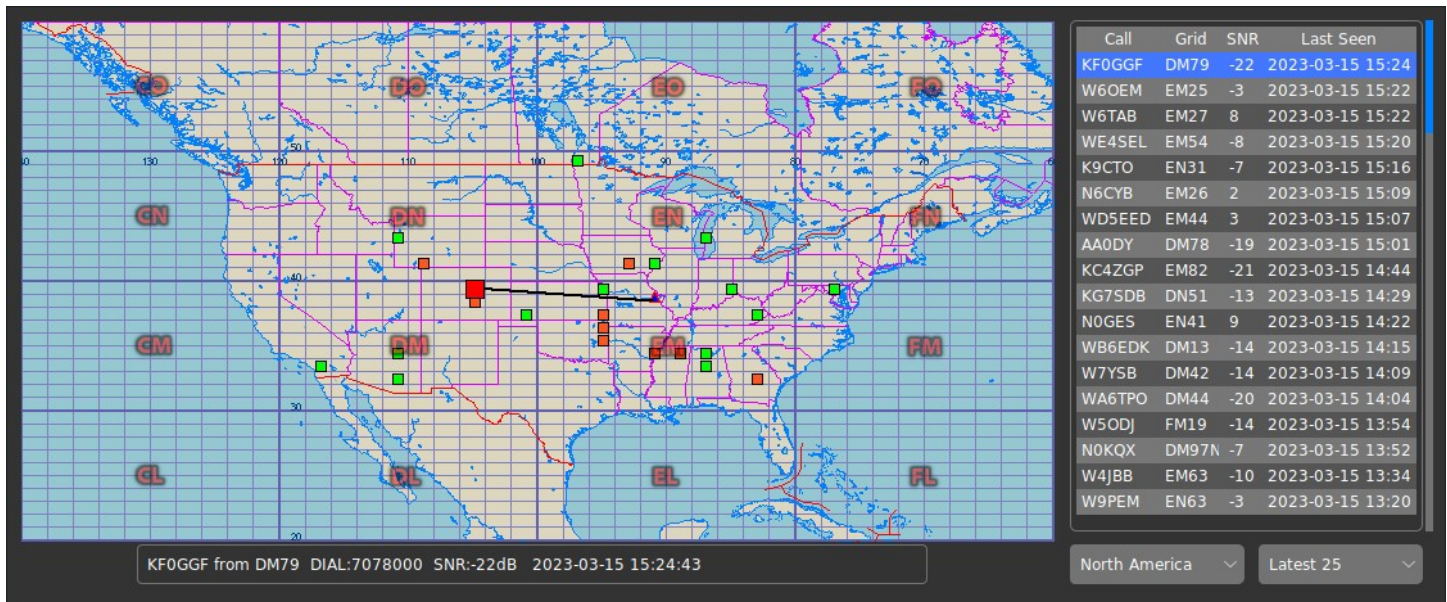 CO DO EO FO
130 50 110 100 90 80 70
CN DN EN FN
40
CM DM EM FM
30
CL DL EL FL
20
KF0GGF from DM79 DIAL:7078000 SNR:-22dB 2023-03-15 15:24:43
Call Grid SNR Last Seen
KF0GGF DM79 -22 2023-03-15 15:24
W6OEM EM25 -3 2023-03-15 15:22
W6TAB EM27 8 2023-03-15 15:22
WE4SEL EM54 -8 2023-03-15 15:20
K9CTO EN31 -7 2023-03-15 15:16
N6CYB EM26 2 2023-03-15 15:09
WD5EED EM44 3 2023-03-15 15:07
AA0DY DM78 -19 2023-03-15 15:01
KC4ZGP EM82 -21 2023-03-15 14:44
KG7SDB DN51 -13 2023-03-15 14:29
N0GES EN41 9 2023-03-15 14:22
WB6EDK DM13 -14 2023-03-15 14:15
W7YSB DM42 -14 2023-03-15 14:09
WA6TPO DM44 -20 2023-03-15 14:04
W5ODJ FM19 -14 2023-03-15 13:54
N0KQX DM97N -7 2023-03-15 13:52
W4JBB EM63 -10 2023-03-15 13:34
W9PEM EN63 -3 2023-03-15 13:20
North America
Latest 25